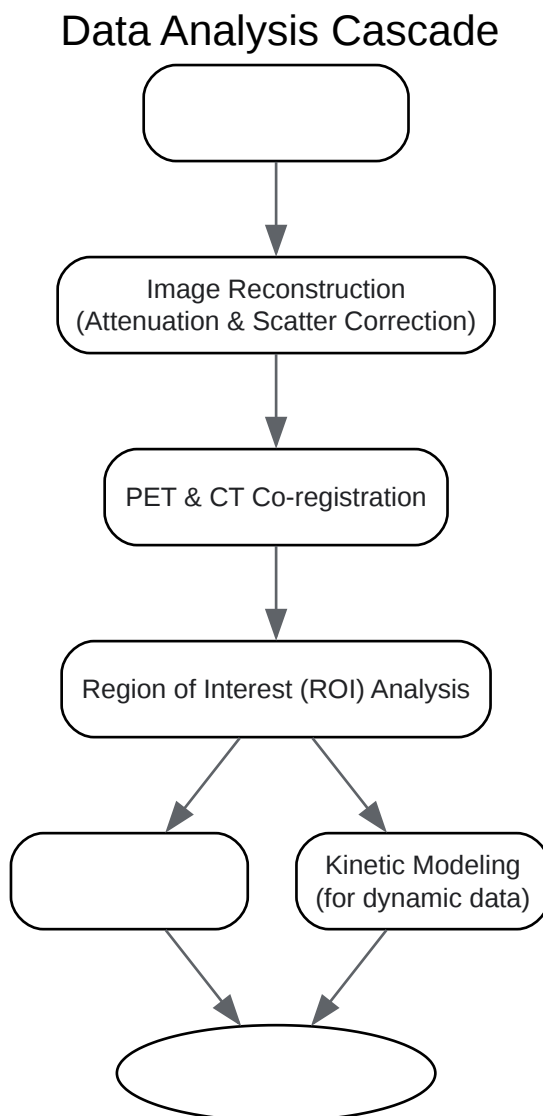 Data Analysis Cascade
Image Reconstruction
(Attenuation & Scatter Correction)
PET & CT Co-registration
Region of Interest (ROI) Analysis
Kinetic Modeling
(for dynamic data)